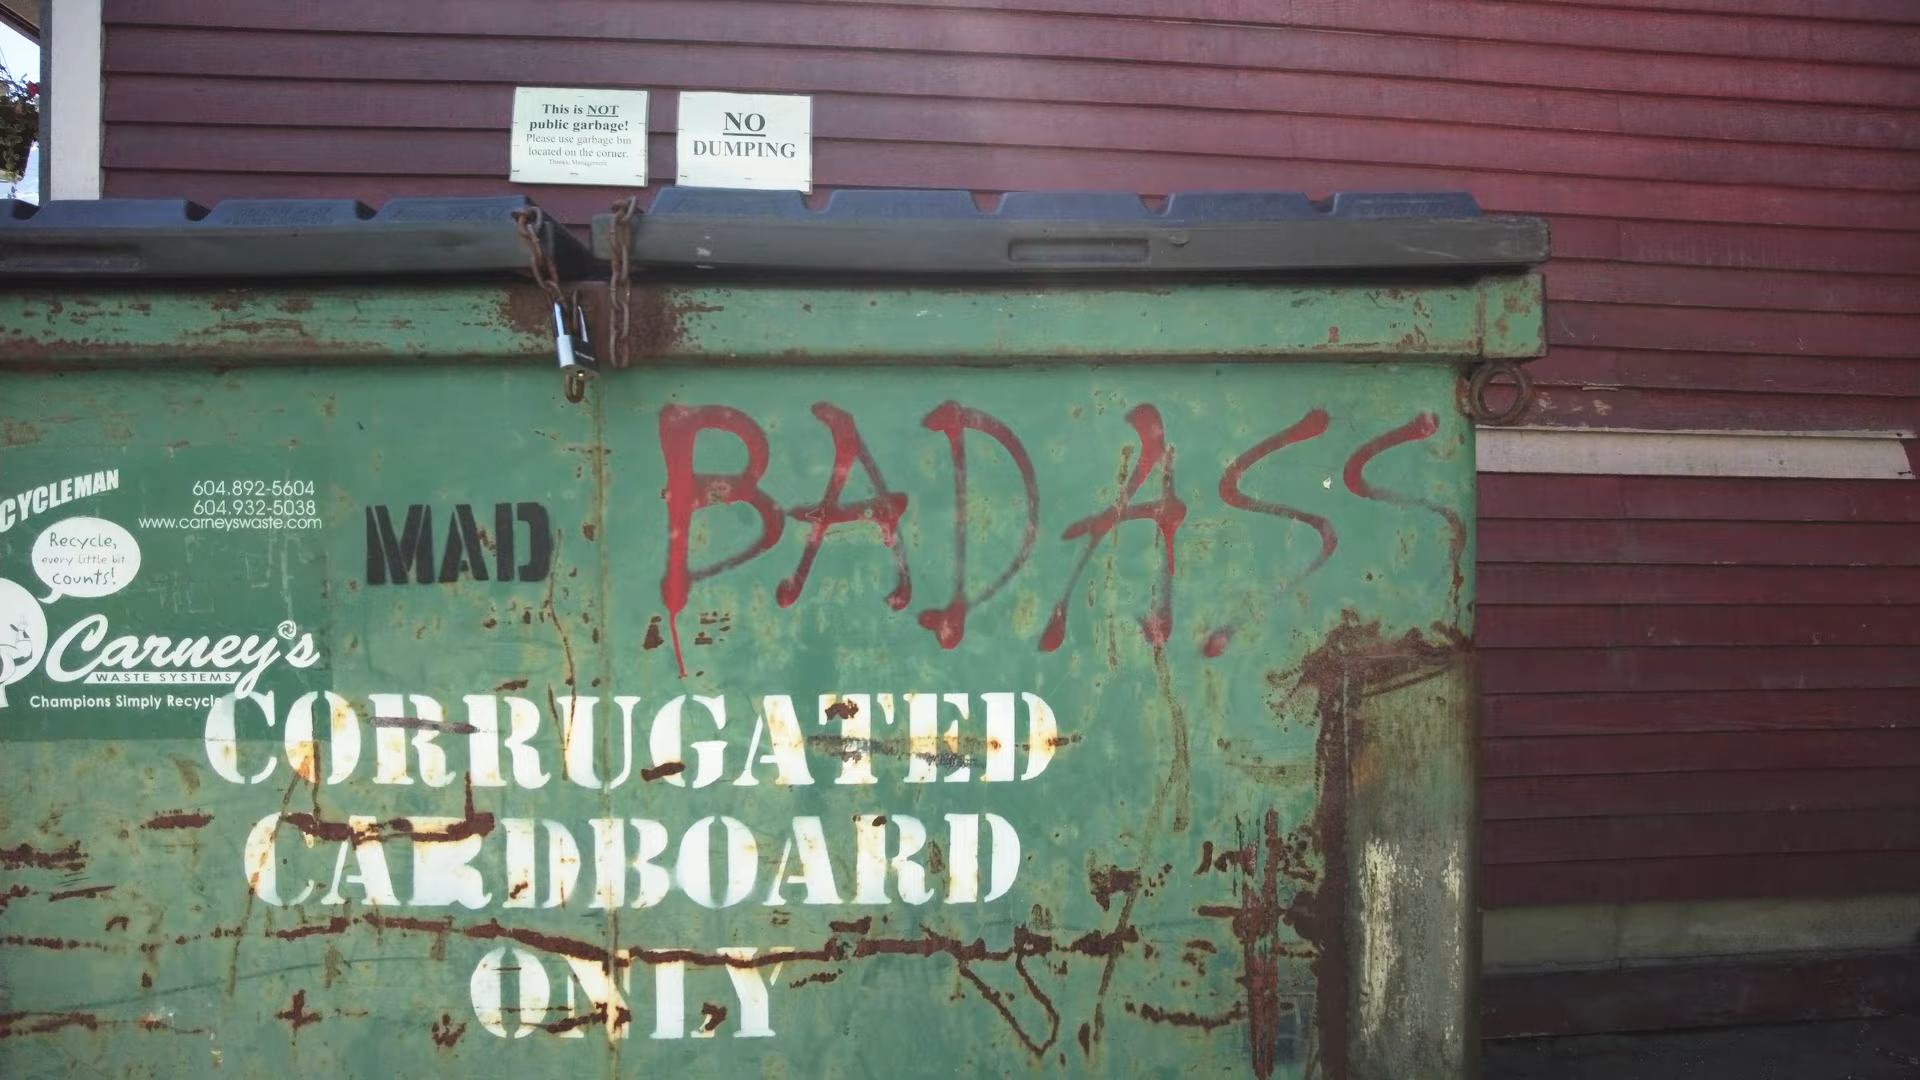 This is NOT
public garbage!
Please use garbage bin
located on the corner.
Thanks. Management
NO
DUMPING
CYCLEMAN
604.892-5604
604.932-5038
www.carneyswaste.com
Recycle,
every little bit
counts!
Carney's
WASTE SYSTEMS
Champions Simply Recycle
MAD
BADASS
CORRUGATED
CARDBOARD
ONLY